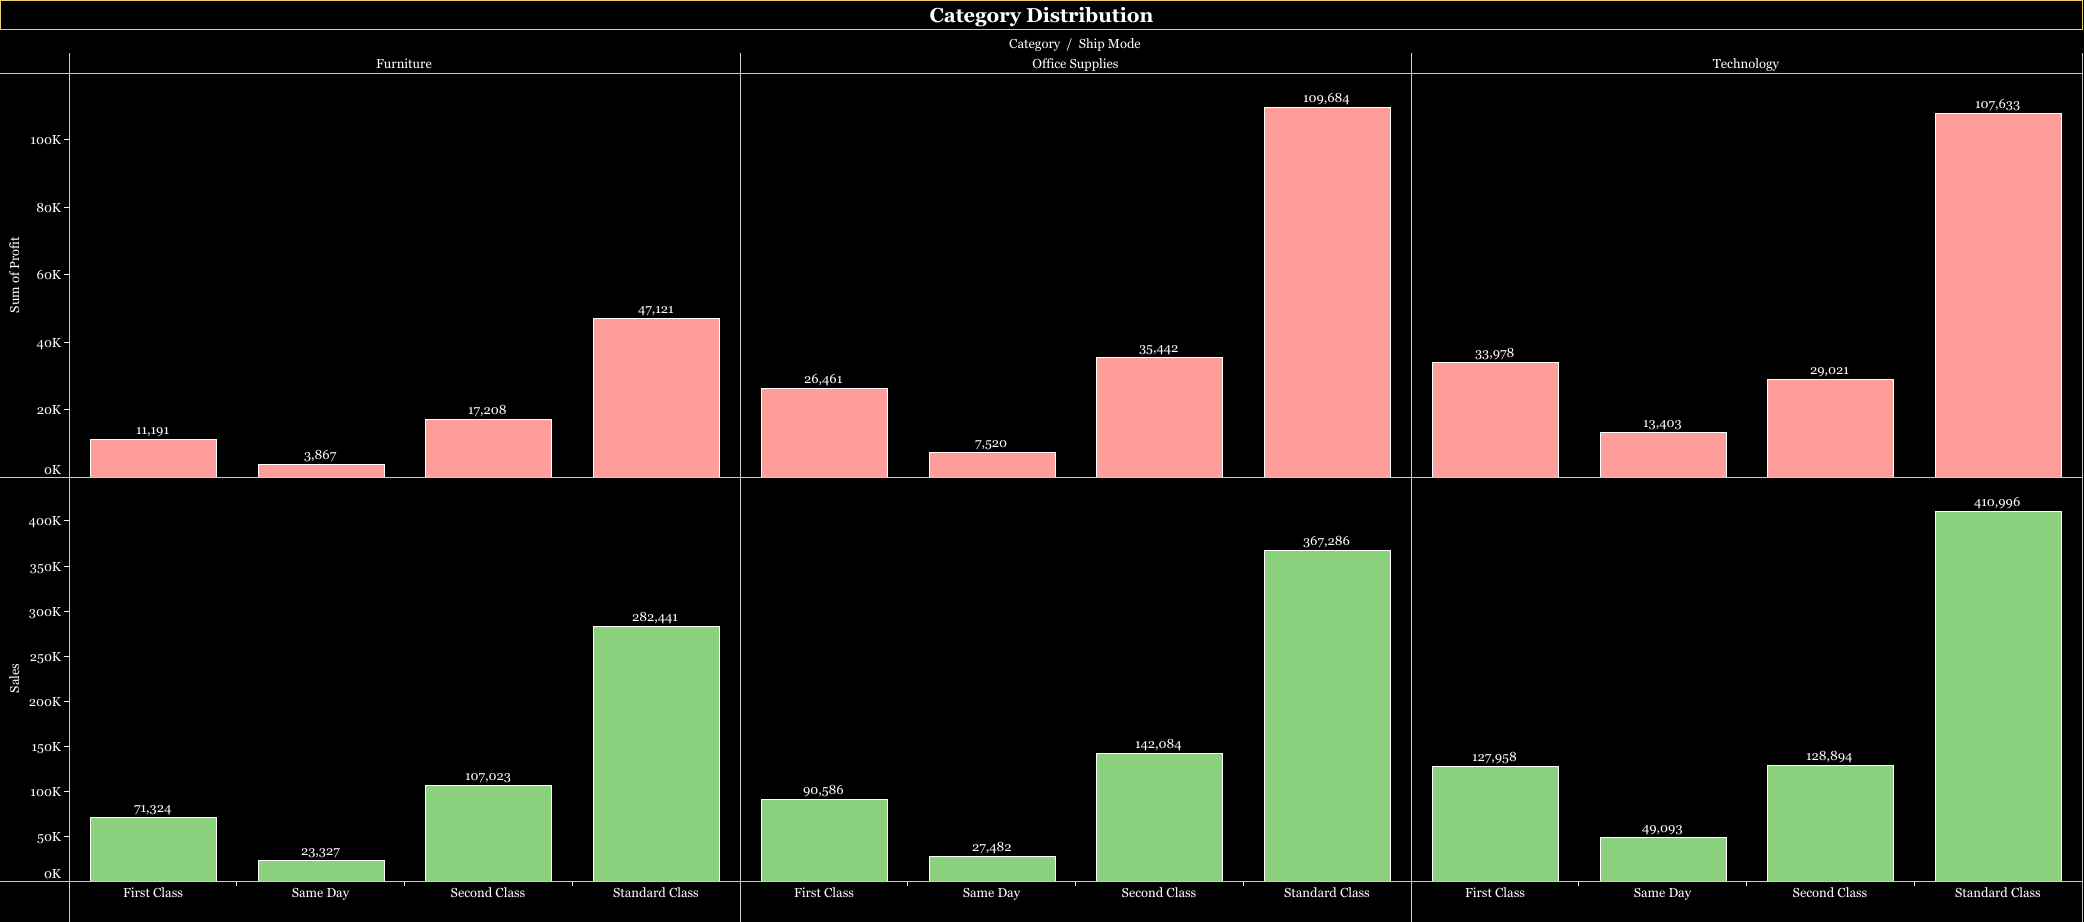 Category Distribution
Category / Ship Mode
Furniture Office Supplies Technology
Sum of Profit
100K
80K
60K
40K
20K
0K
11,191 3,867 17,208 47,121
26,461 7,520 35,442 109,684
33,978 13,403 29,021 107,633
Sales
400K
350K
300K
250K
200K
150K
100K
50K
0K
71,324 23,327 107,023 282,441
90,586 27,482 142,084 367,286
127,958 49,093 128,894 410,996
First Class Same Day Second Class Standard Class First Class Same Day Second Class Standard Class First Class Same Day Second Class Standard Class